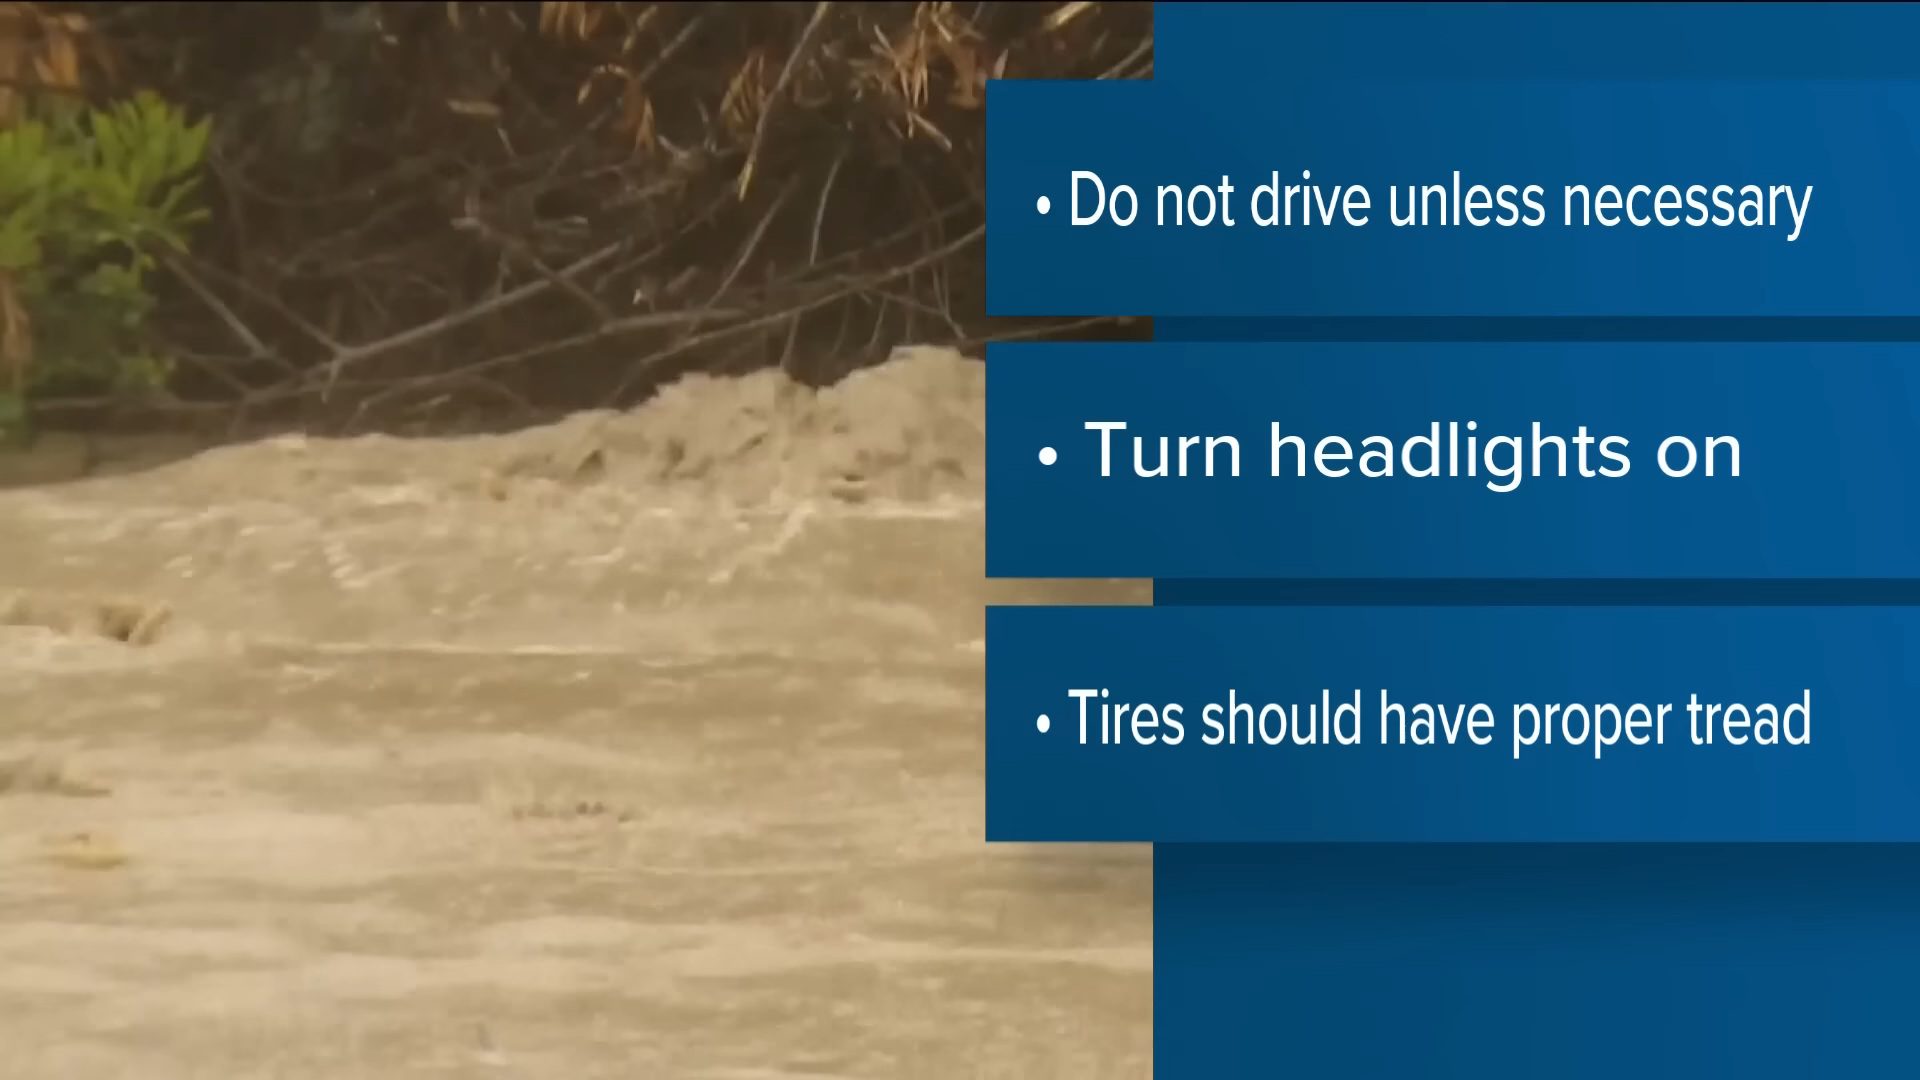 • Do not drive unless necessary
• Turn headlights on
• Tires should have proper tread